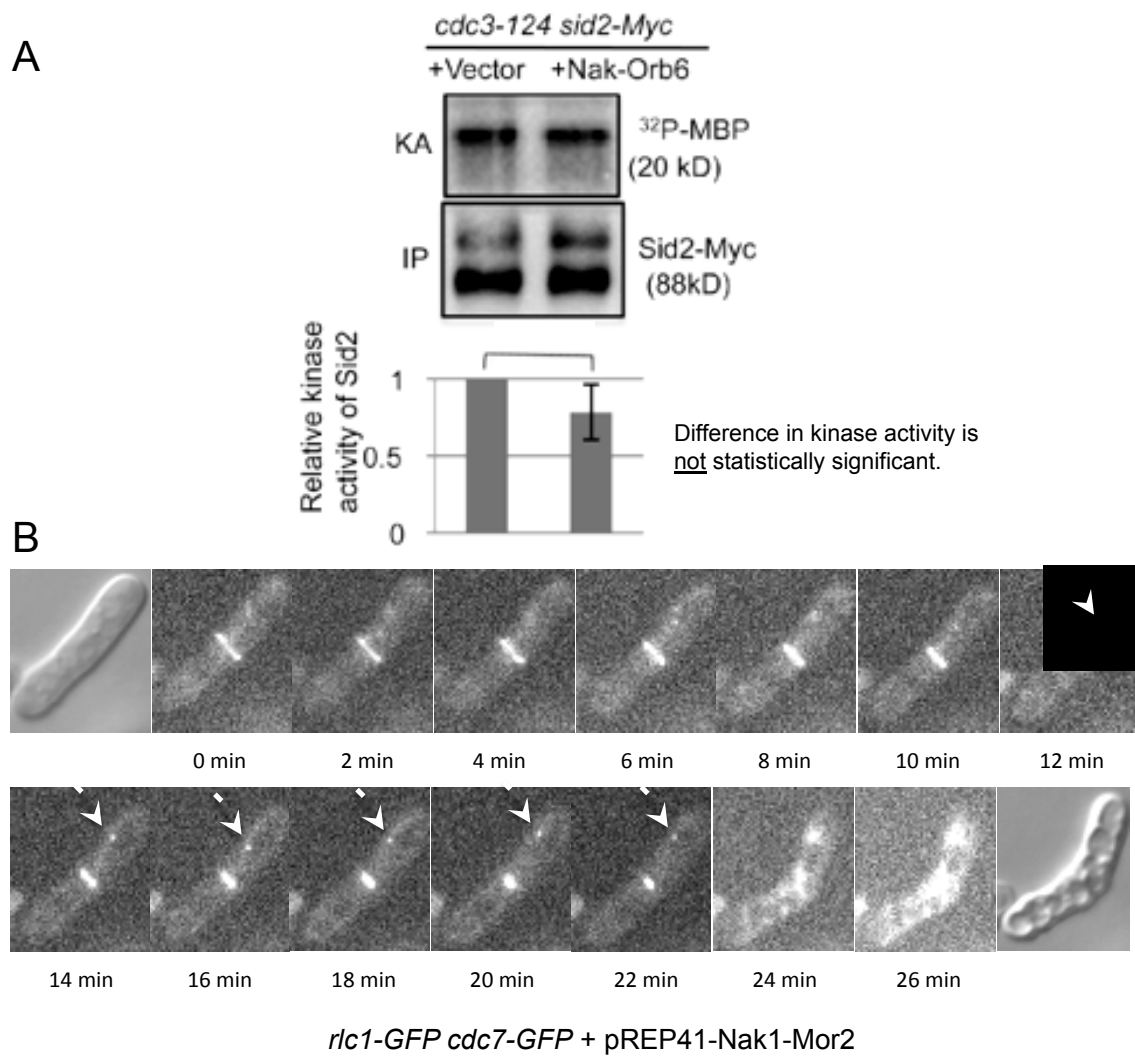 A
cdc3-124 sid2-Myc
+Vector +Nak-Orb6
KA
32P-MBP
(20 kD)
IP
Sid2-Myc
(88kD)
Relative kinase
activity of Sid2
1
0.5
0
Difference in kinase activity is
not statistically significant.
B
0 min 2 min 4 min 6 min 8 min 10 min 12 min
14 min 16 min 18 min 20 min 22 min 24 min 26 min
rlc1-GFP cdc7-GFP + pREP41-Nak1-Mor2